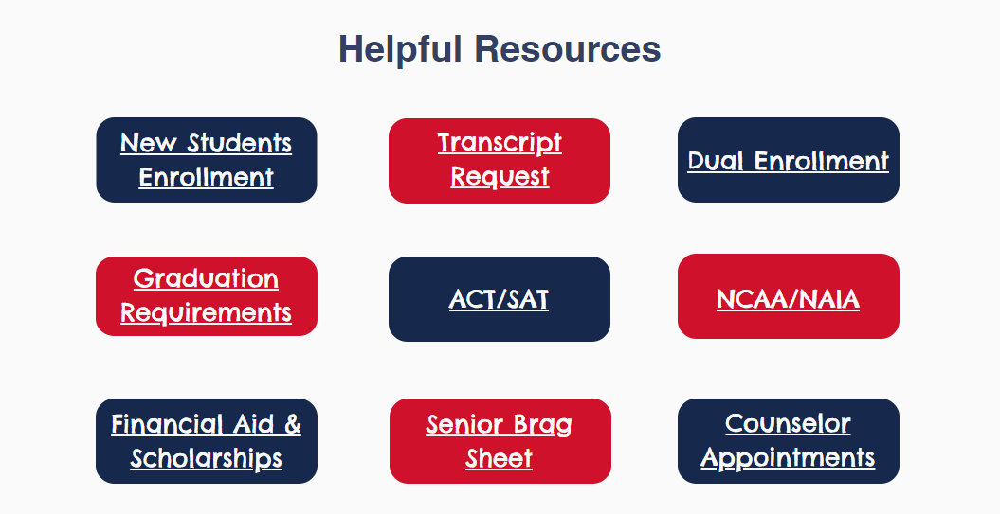 Helpful Resources
New Students
Enrollment
Transcript
Request
Dual Enrollment
Graduation
Requirements
ACT/SAT
NCAA/NAIA
Financial Aid &
Scholarships
Senior Brag
Sheet
Counselor
Appointments